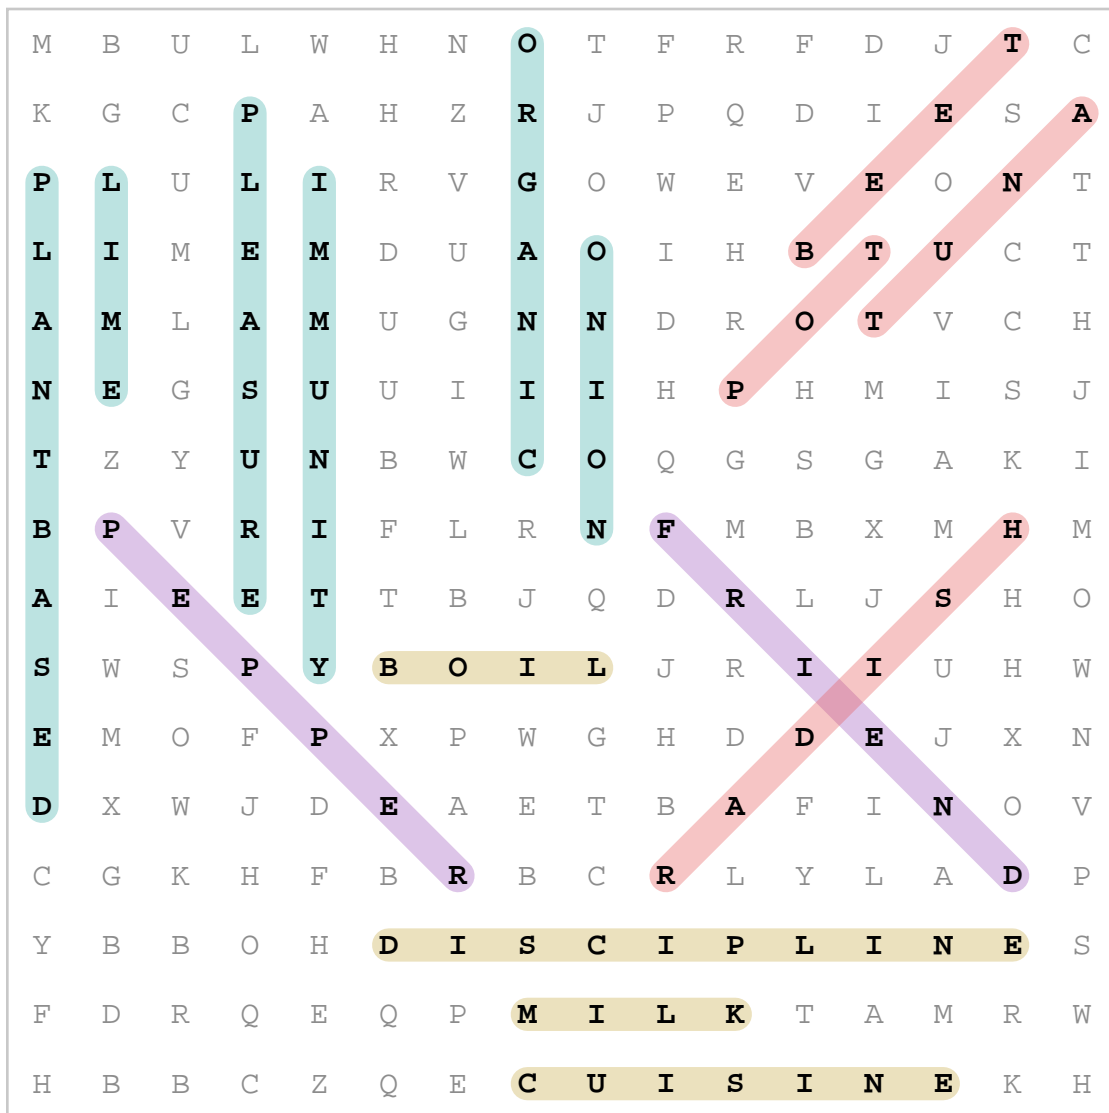 M B U L W H N O T F R F D J T C
K G C P A H Z R J P Q D I E S A
P L U L I R V G O W E V E O N T
L I M E M D U A O I H B T U C T
A M L A M U G N N D R O T V C H
N E G S U U I I I H P H M I S J
T Z Y U N B W C O Q G S G A K I
B P V R I F L R N F M B X M H M
A I E E T T B J Q D R L J S H O
S W S P Y B O I L J R I I U H W
E M O F P X P W G H D D E J X N
D X W J D E A E T B A F I N O V
C G K H F B R B C R L Y L A D P
Y B B O H D I S C I P L I N E S
F D R Q E Q P M I L K T A M R W
H B B C Z Q E C U I S I N E K H